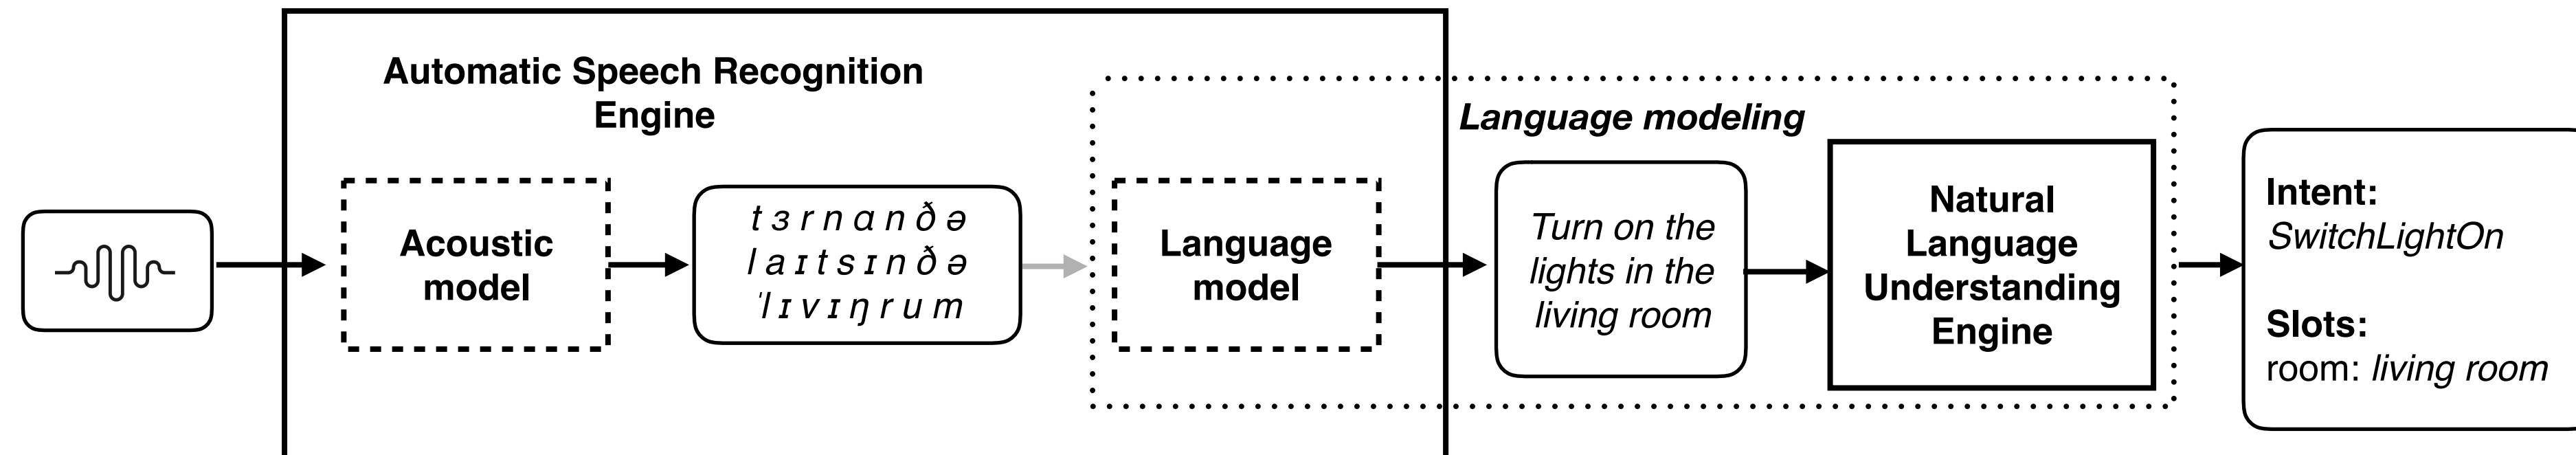 Automatic Speech Recognition
Engine
Acoustic
model
t ɜ r n ɑ n ð ə
l a ɪ t s ɪ n ð ə
ˈl ɪ v ɪ ŋ r u m
Language modeling
Language
model
Turn on the
lights in the
living room
Natural
Language
Understanding
Engine
Intent:
SwitchLightOn
Slots:
room: living room